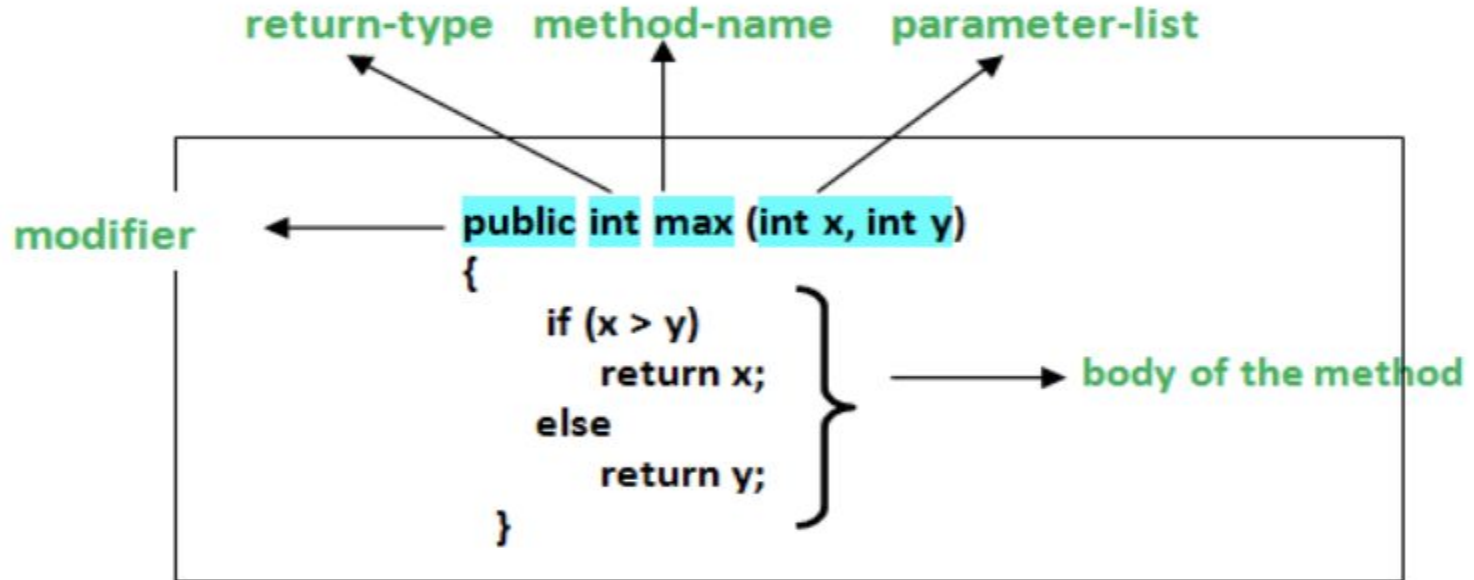 return-type method-name parameter-list
modifier
public int max (int x, int y)
{
if (x > y)
return x;
else
return y;
}
body of the method